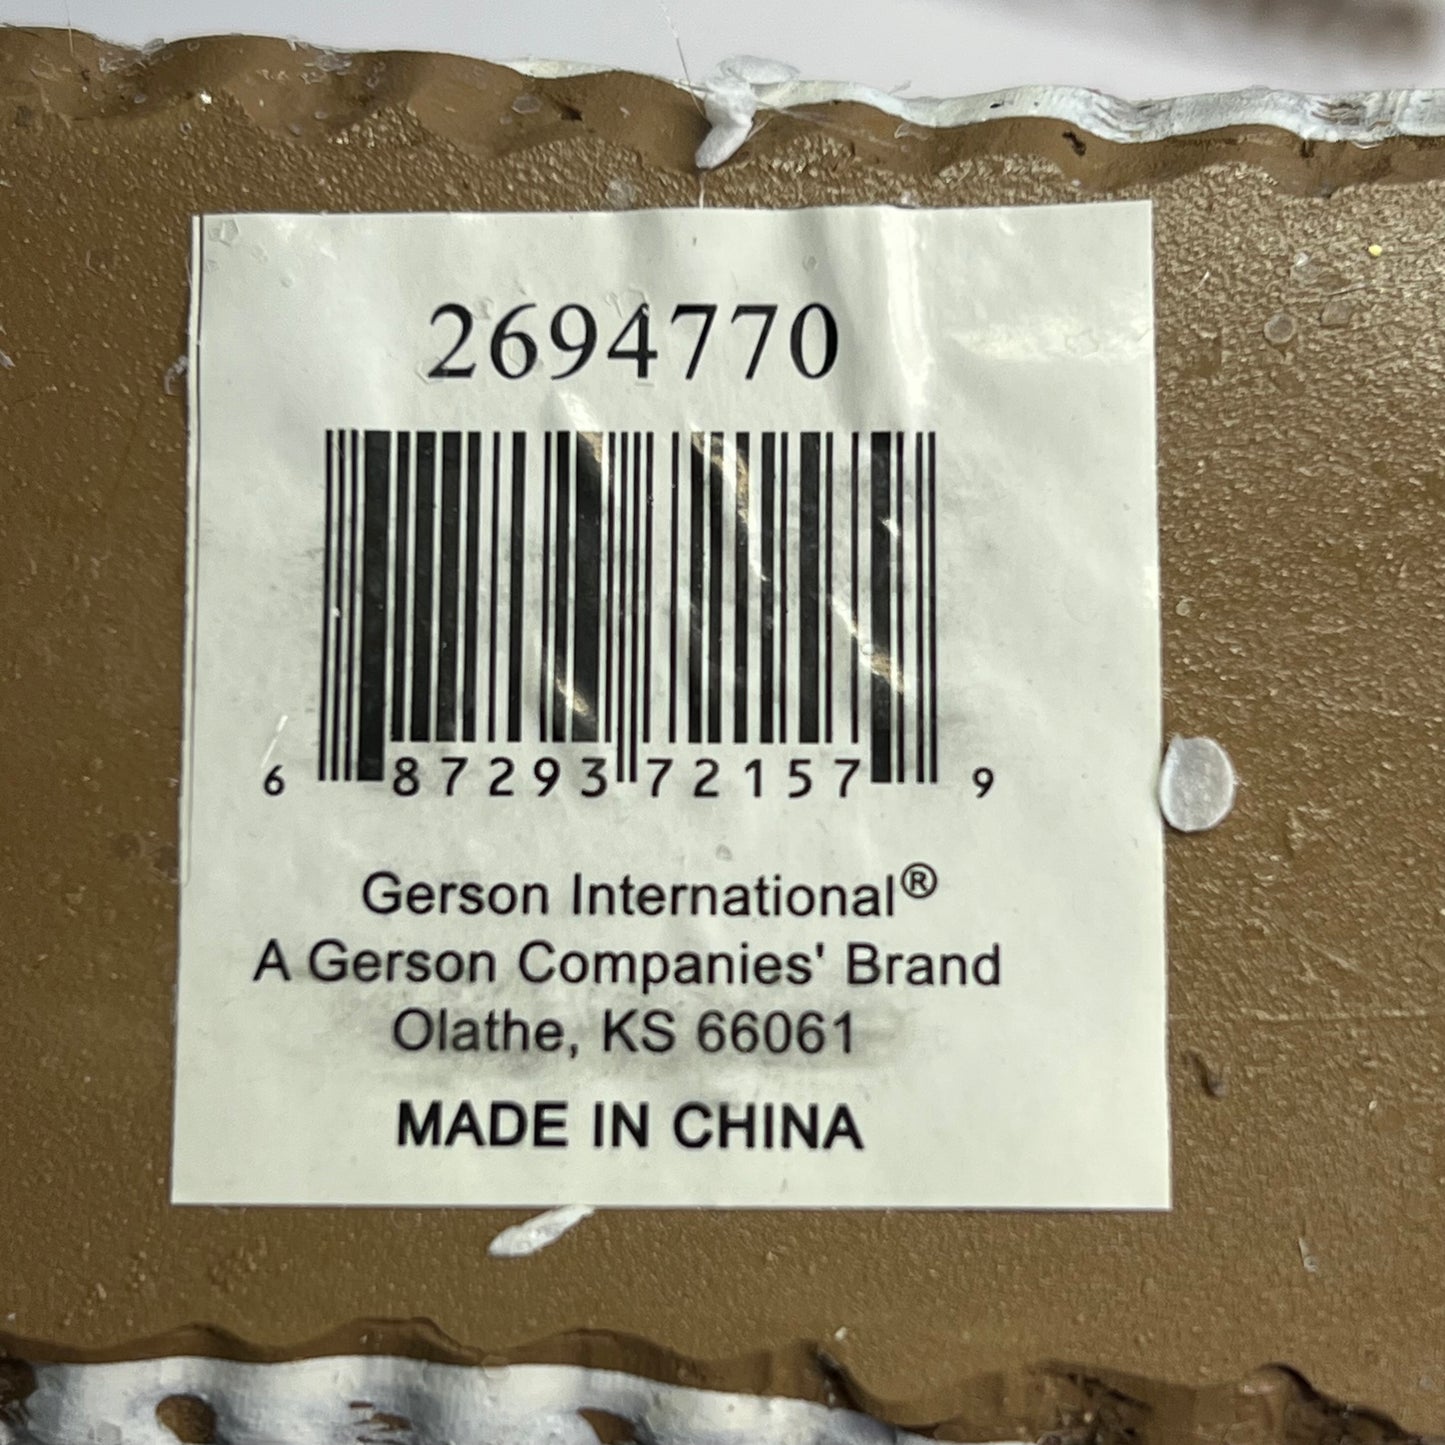 2694770
6 87293 72157 9
Gerson International®
A Gerson Companies' Brand
Olathe, KS 66061
MADE IN CHINA